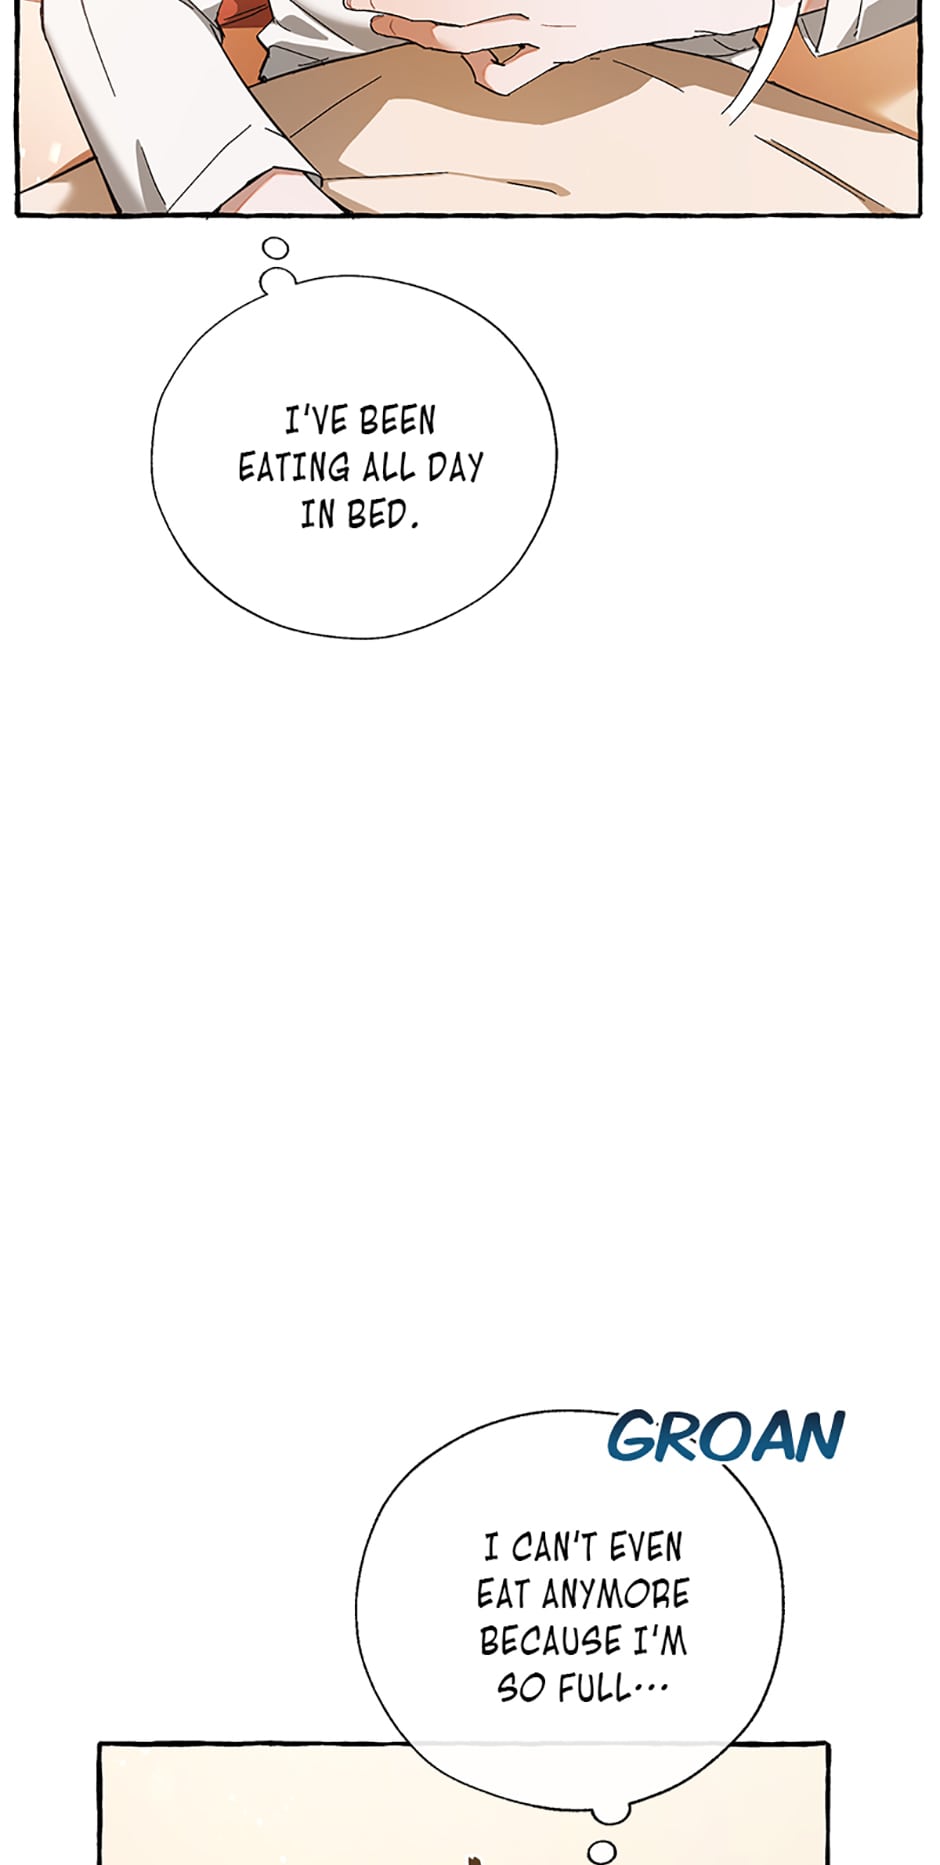 I'VE BEEN
EATING ALL DAY
IN BED.
GROAN
I CAN'T EVEN
EAT ANYMORE
BECAUSE I'M
SO FULL...